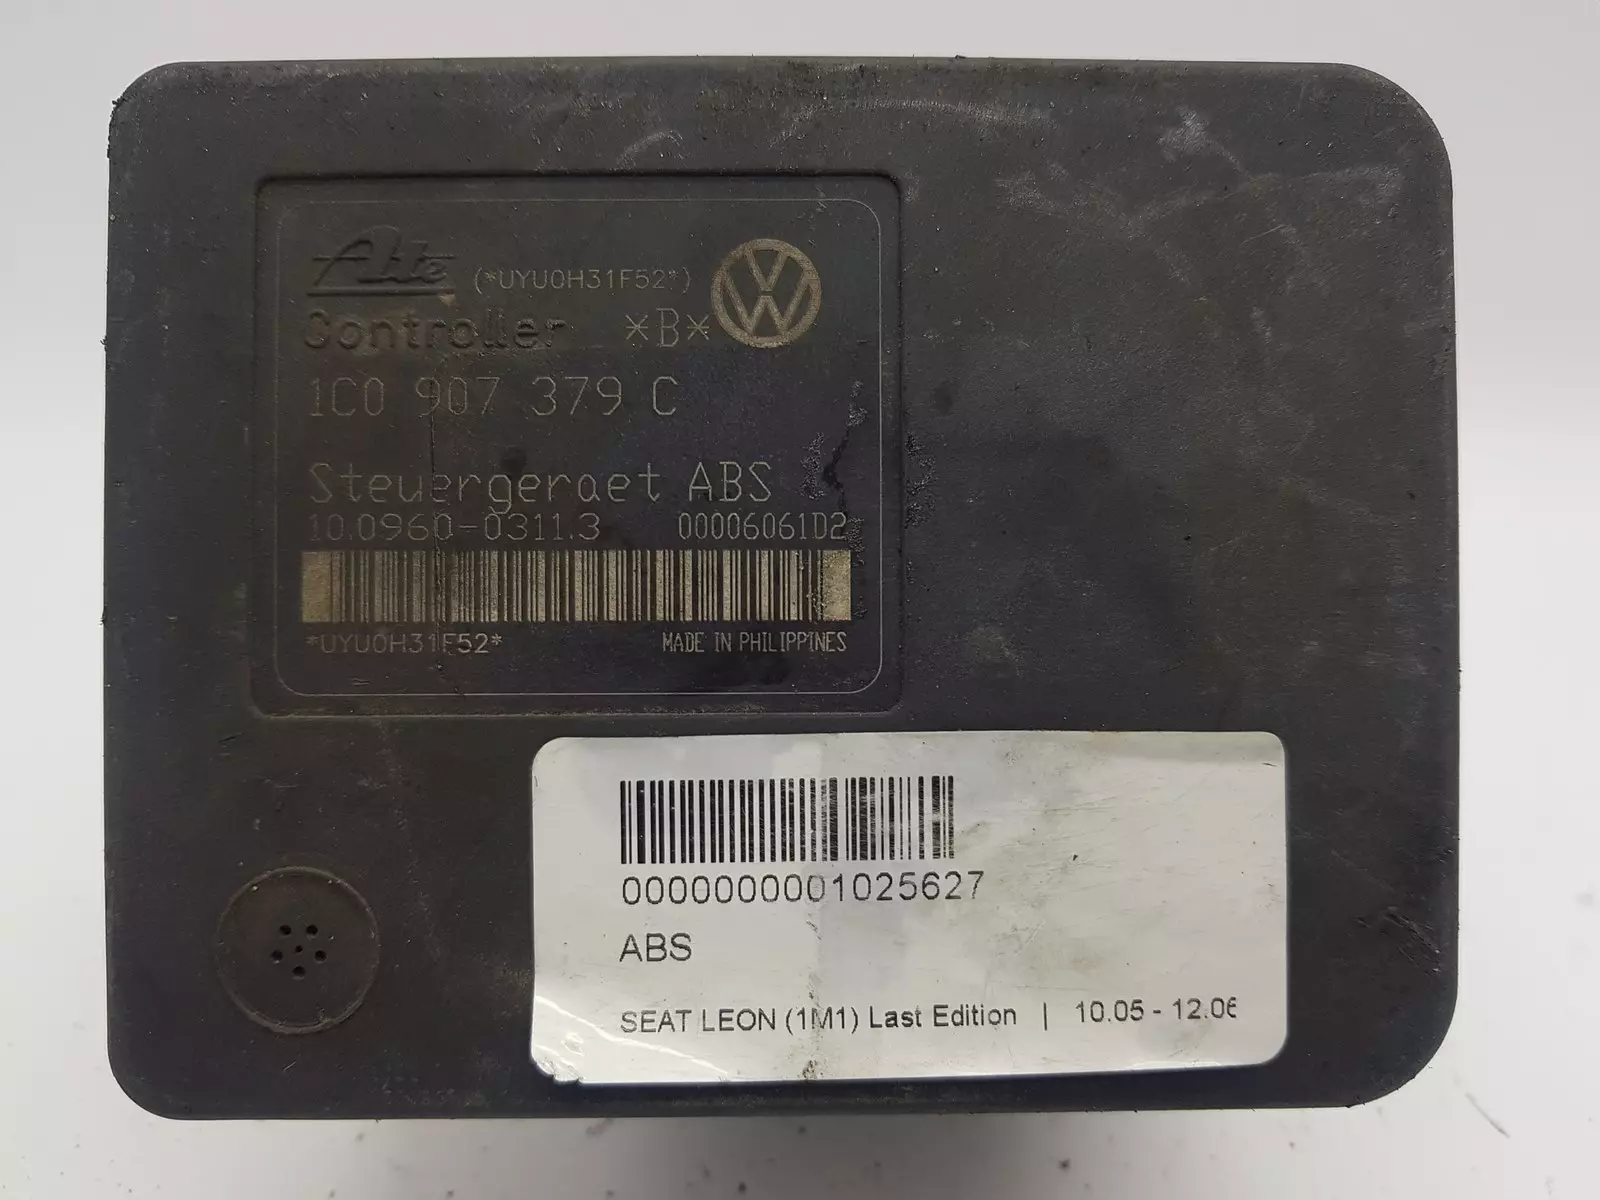 Ate (*UYU0H31F52*)
Controller *B*
1C0 907 379 C
Steuergeraet ABS
10.0960-0311.3 00006061D2
*UYU0H31F52* MADE IN PHILIPPINES
0000000001025627
ABS
SEAT LEON (1M1) Last Edition | 10.05 - 12.06